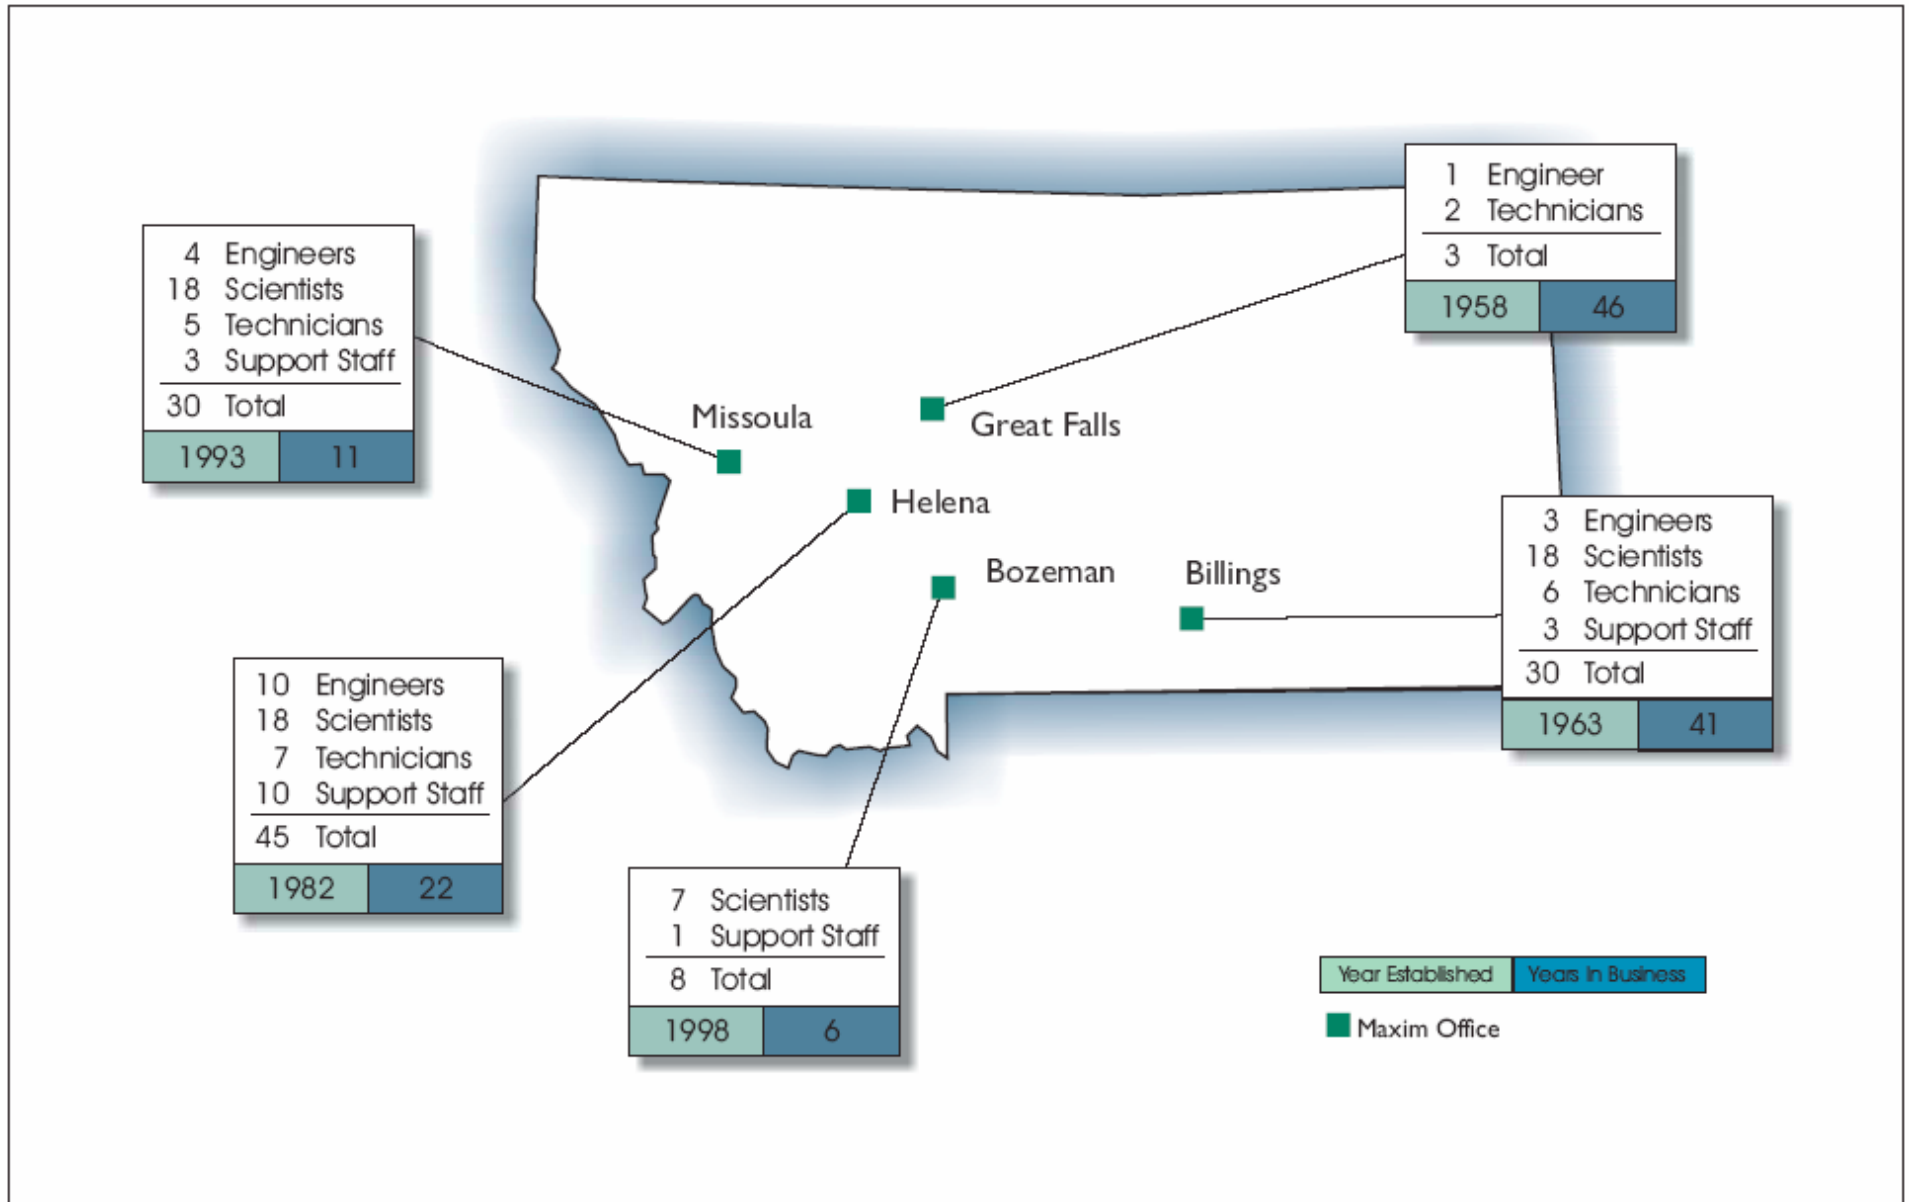 1 Engineer
2 Technicians
3 Total
1958 46
4 Engineers
18 Scientists
5 Technicians
3 Support Staff
30 Total
1993 11
Missoula
Great Falls
Helena
Bozeman
Billings
3 Engineers
18 Scientists
6 Technicians
3 Support Staff
30 Total
1963 41
10 Engineers
18 Scientists
7 Technicians
10 Support Staff
45 Total
1982 22
7 Scientists
1 Support Staff
8 Total
1998 6
Year Established Years In Business
Maxim Office